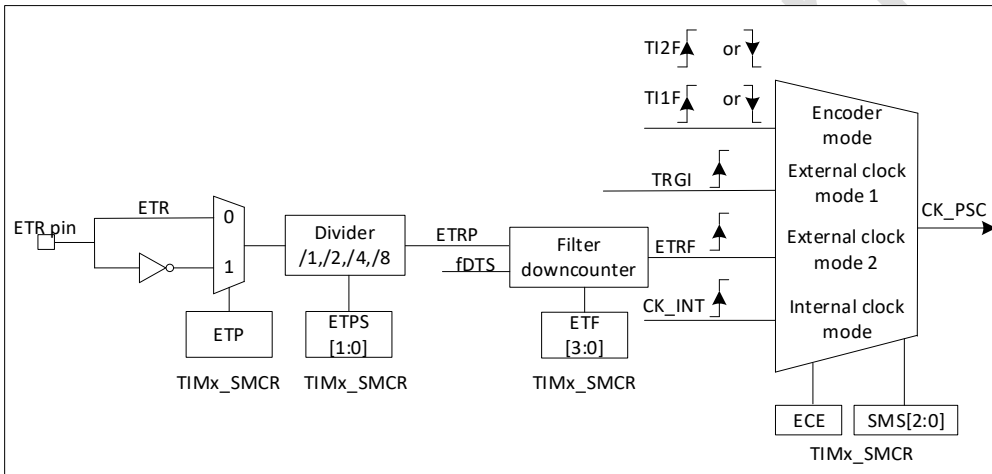 TI2F or
TI1F or
Encoder
mode
TRGI
External clock
mode 1
CK_PSC
ETR pin
ETR
0
1
Divider
/1,/2,/4,/8
ETRP
fDTS
Filter
downcounter
ETRF
External clock
mode 2
CK_INT
Internal clock
mode
ETP
TIMx_SMCR
ETPS
[1:0]
TIMx_SMCR
ETF
[3:0]
TIMx_SMCR
ECE
SMS[2:0]
TIMx_SMCR